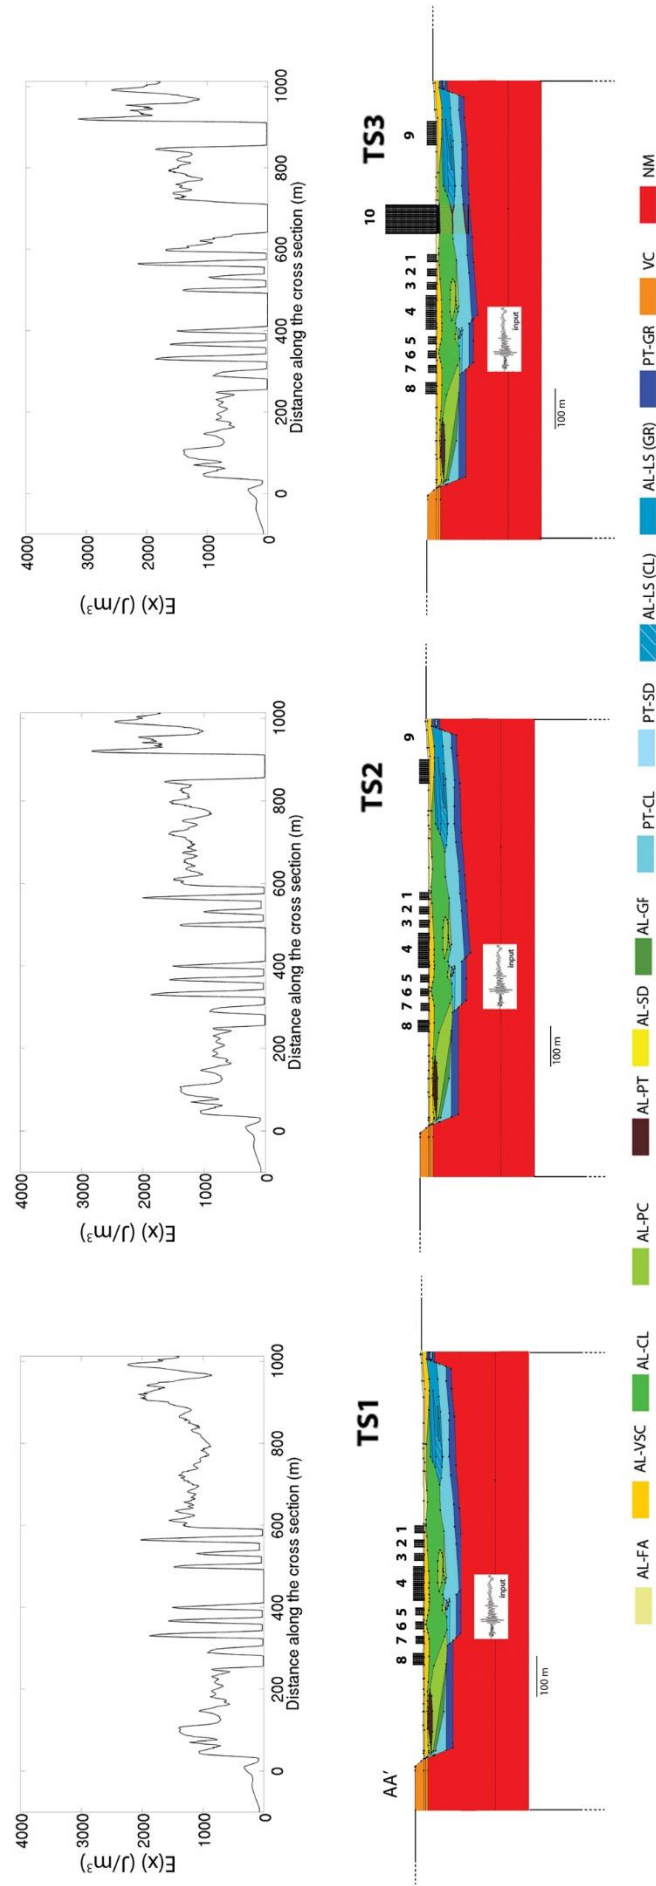 4000
3000
2000
1000
0
E(x) (J/m³)
0 200 400 600 800 1000
Distance along the cross section (m)
4000
3000
2000
1000
0
E(x) (J/m³)
0 200 400 600 800 1000
Distance along the cross section (m)
4000
3000
2000
1000
0
E(x) (J/m³)
0 200 400 600 800 1000
Distance along the cross section (m)
TS1
AA'
8 7 6 5 4 3 2 1
input
100 m
TS2
8 7 6 5 4 3 2 1 9
input
100 m
TS3
8 7 6 5 4 3 2 1 10 9
input
100 m
AL-FA AL-VSC AL-CL AL-PC AL-PT AL-SD AL-GF PT-CL PT-SD AL-LS (CL) AL-LS (GR) PT-GR VC NM